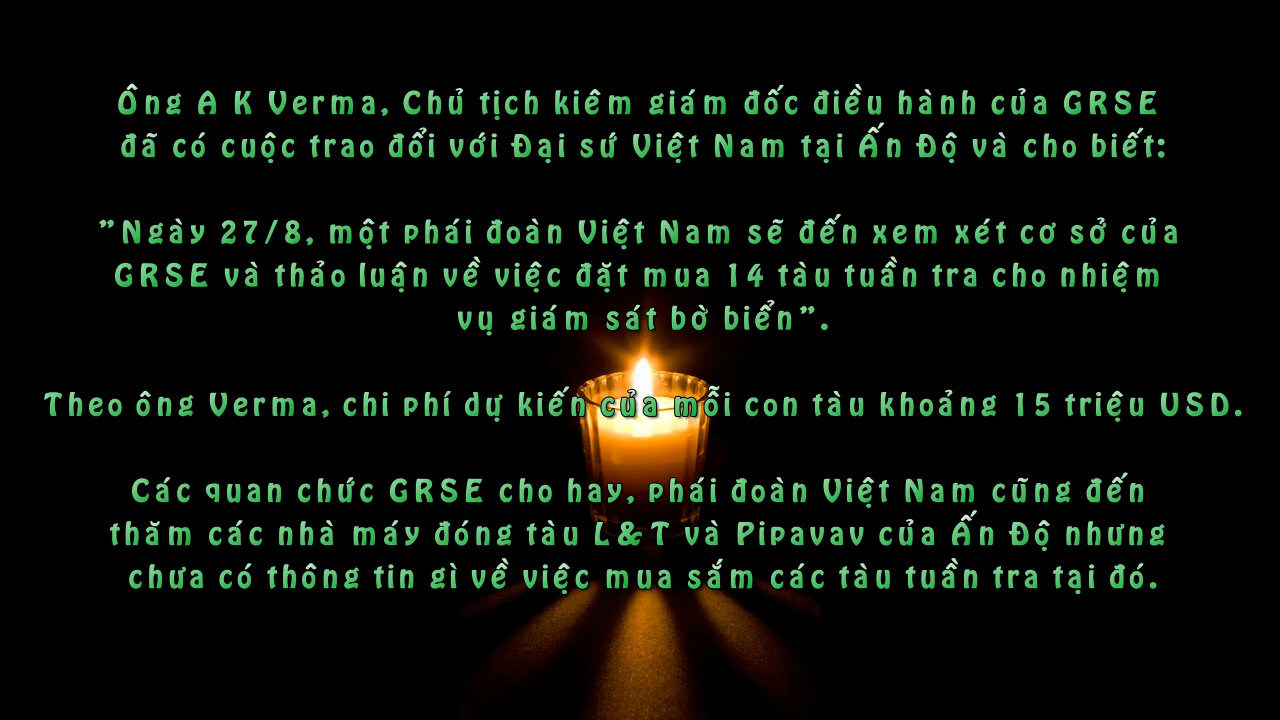 Ông A K Verma, Chủ tịch kiêm giám đốc điều hành của GRSE
đã có cuộc trao đổi với Đại sứ Việt Nam tại Ấn Độ và cho biết:
”Ngày 27/8, một phái đoàn Việt Nam sẽ đến xem xét cơ sở của
GRSE và thảo luận về việc đặt mua 14 tàu tuần tra cho nhiệm
vụ giám sát bờ biển”.
Theo ông Verma, chi phí dự kiến của mỗi con tàu khoảng 15 triệu USD.
Các quan chức GRSE cho hay, phái đoàn Việt Nam cũng đến
thăm các nhà máy đóng tàu L&T và Pipavav của Ấn Độ nhưng
chưa có thông tin gì về việc mua sắm các tàu tuần tra tại đó.